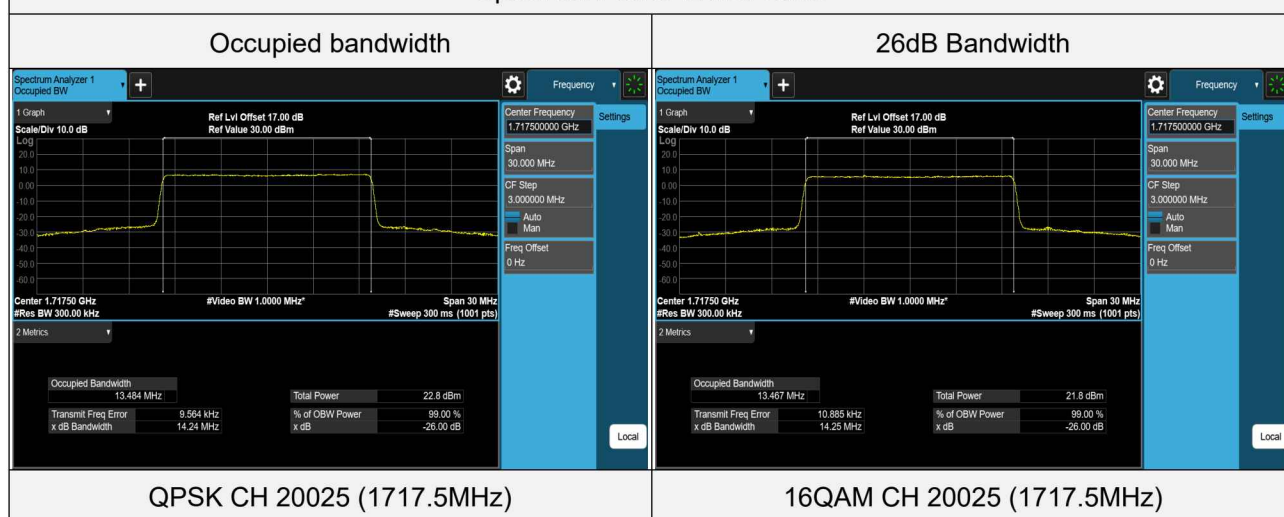 Occupied bandwidth
26dB Bandwidth
Spectrum Analyzer 1
Occupied BW
Frequency
1 Graph
Scale/Div 10.0 dB
Ref Lvl Offset 17.00 dB
Ref Value 30.00 dBm
Log
20.0
10.0
0.00
-10.0
-20.0
-30.0
-40.0
-50.0
-60.0
Center 1.71750 GHz
#Video BW 1.0000 MHz*
Span 30 MHz
#Res BW 300.00 kHz
#Sweep 300 ms (1001 pts)
Center Frequency
1.717500000 GHz
Settings
Span
30.000 MHz
CF Step
3.000000 MHz
Auto
Man
Freq Offset
0 Hz
Local
2 Metrics
Occupied Bandwidth
13.484 MHz
Total Power 22.8 dBm
Transmit Freq Error 9.564 kHz
% of OBW Power 99.00 %
x dB Bandwidth 14.24 MHz
x dB -26.00 dB
Spectrum Analyzer 1
Occupied BW
Frequency
1 Graph
Scale/Div 10.0 dB
Ref Lvl Offset 17.00 dB
Ref Value 30.00 dBm
Log
20.0
10.0
0.00
-10.0
-20.0
-30.0
-40.0
-50.0
-60.0
Center 1.71750 GHz
#Video BW 1.0000 MHz*
Span 30 MHz
#Res BW 300.00 kHz
#Sweep 300 ms (1001 pts)
Center Frequency
1.717500000 GHz
Settings
Span
30.000 MHz
CF Step
3.000000 MHz
Auto
Man
Freq Offset
0 Hz
Local
2 Metrics
Occupied Bandwidth
13.467 MHz
Total Power 21.8 dBm
Transmit Freq Error 10.885 kHz
% of OBW Power 99.00 %
x dB Bandwidth 14.25 MHz
x dB -26.00 dB
QPSK CH 20025 (1717.5MHz)
16QAM CH 20025 (1717.5MHz)